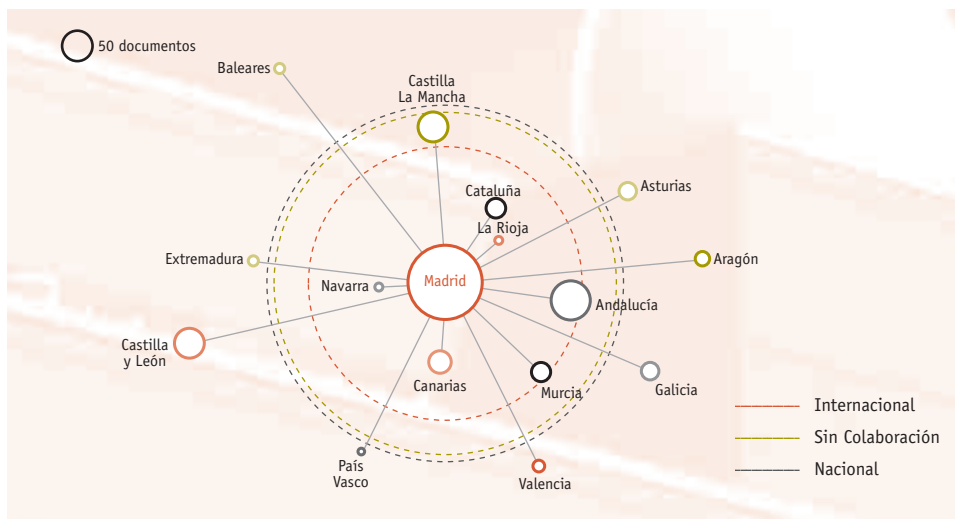 50 documentos
Baleares
Castilla
La Mancha
Cataluña
La Rioja
Asturias
Extremadura
Navarra
Madrid
Aragón
Andalucía
Castilla
y León
Canarias
Murcia
Galicia
País
Vasco
Valencia
Internacional
Sin Colaboración
Nacional